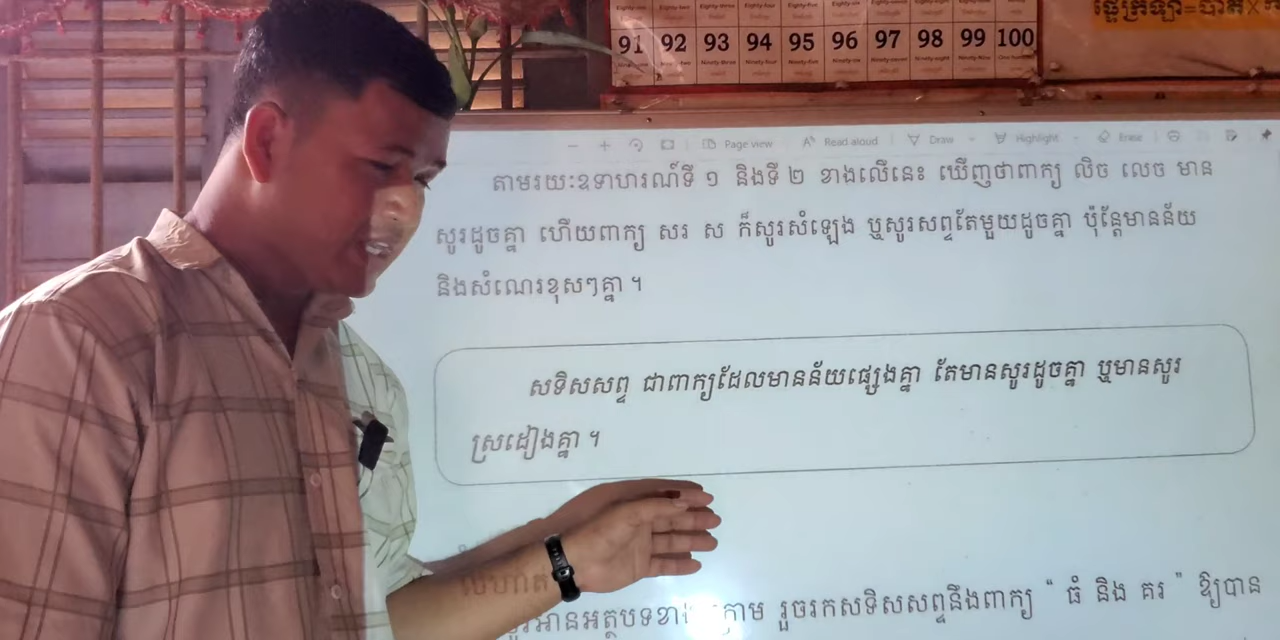 91 92 93 94 95 96 97 98 99 100
Page view Read aloud Draw Highlight Erase
តាមរយៈឧទាហរណ៍ទី ១ និងទី ២ ខាងលើនេះ ឃើញថាពាក្យ លិច លេច មាន
សូរដូចគ្នា ហើយពាក្យ សរ ស ក៏សូរសំឡេង ឬសូរសព្ទតែមួយដូចគ្នា ប៉ុន្តែមានន័យ
និងសំណេរខុសៗគ្នា ។
សទិសសព្ទ ជាពាក្យដែលមានន័យផ្សេងគ្នា តែមានសូរដូចគ្នា ឬមានសូរ
ស្រដៀងគ្នា ។
រួចរកសទិសសព្ទនឹងពាក្យ " ធំ និង គរ " ឱ្យបាន